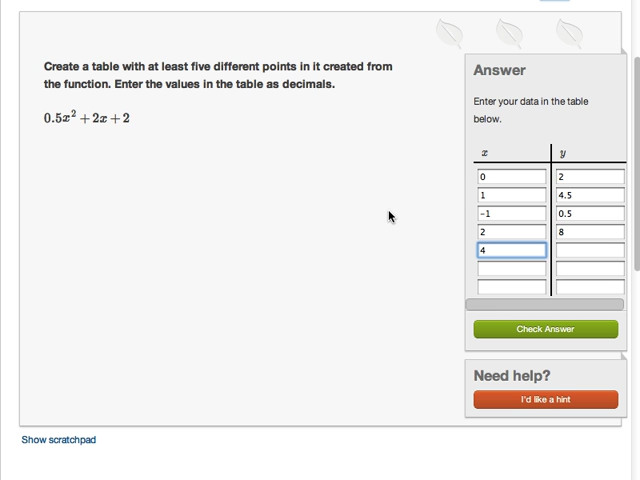 Create a table with at least five different points in it created from
the function. Enter the values in the table as decimals.
0.5x² + 2x + 2
Answer
Enter your data in the table
below.
x y
0 2
1 4.5
-1 0.5
2 8
4
Check Answer
Need help?
I'd like a hint
Show scratchpad